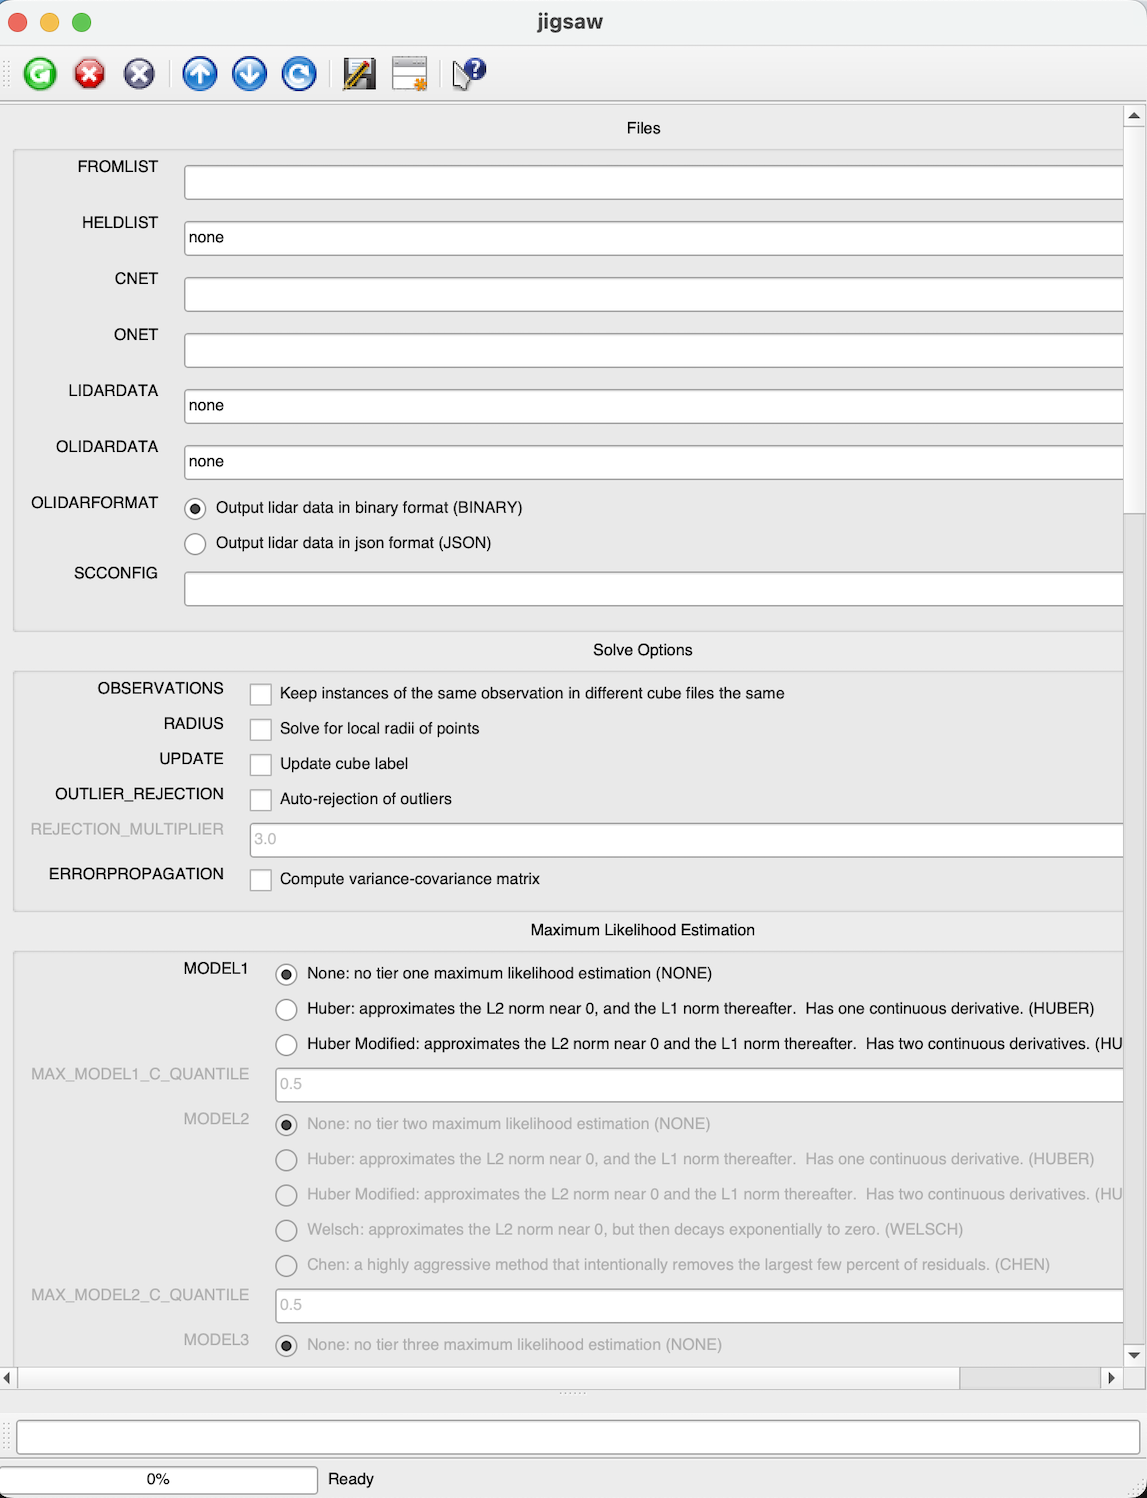 jigsaw
Files
FROMLIST
HELDLIST
none
CNET
ONET
LIDARDATA
none
OLIDARDATA
none
OLIDARFORMAT
Output lidar data in binary format (BINARY)
Output lidar data in json format (JSON)
SCCONFIG
Solve Options
OBSERVATIONS Keep instances of the same observation in different cube files the same
RADIUS Solve for local radii of points
UPDATE Update cube label
OUTLIER_REJECTION Auto-rejection of outliers
REJECTION_MULTIPLIER 3.0
ERRORPROPAGATION Compute variance-covariance matrix
Maximum Likelihood Estimation
MODEL1 None: no tier one maximum likelihood estimation (NONE)
Huber: approximates the L2 norm near 0, and the L1 norm thereafter.  Has one continuous derivative. (HUBER)
Huber Modified: approximates the L2 norm near 0 and the L1 norm thereafter.  Has two continuous derivatives. (HU
MAX_MODEL1_C_QUANTILE 0.5
MODEL2 None: no tier two maximum likelihood estimation (NONE)
Huber: approximates the L2 norm near 0, and the L1 norm thereafter.  Has one continuous derivative. (HUBER)
Huber Modified: approximates the L2 norm near 0 and the L1 norm thereafter.  Has two continuous derivatives. (HU
Welsch: approximates the L2 norm near 0, but then decays exponentially to zero. (WELSCH)
Chen: a highly aggressive method that intentionally removes the largest few percent of residuals. (CHEN)
MAX_MODEL2_C_QUANTILE 0.5
MODEL3 None: no tier three maximum likelihood estimation (NONE)
0% Ready